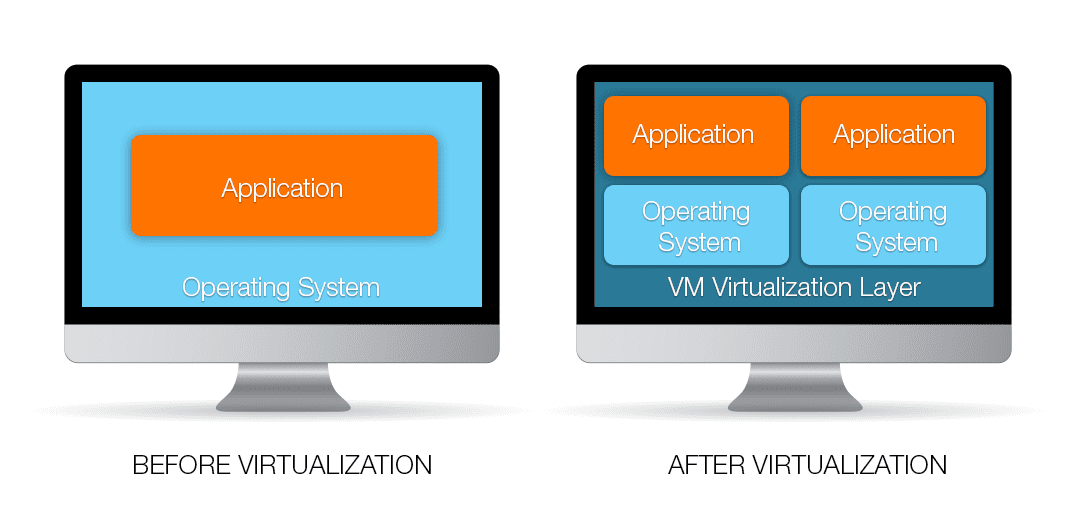 Application
Operating System
BEFORE VIRTUALIZATION
Application
Application
Operating
System
Operating
System
VM Virtualization Layer
AFTER VIRTUALIZATION